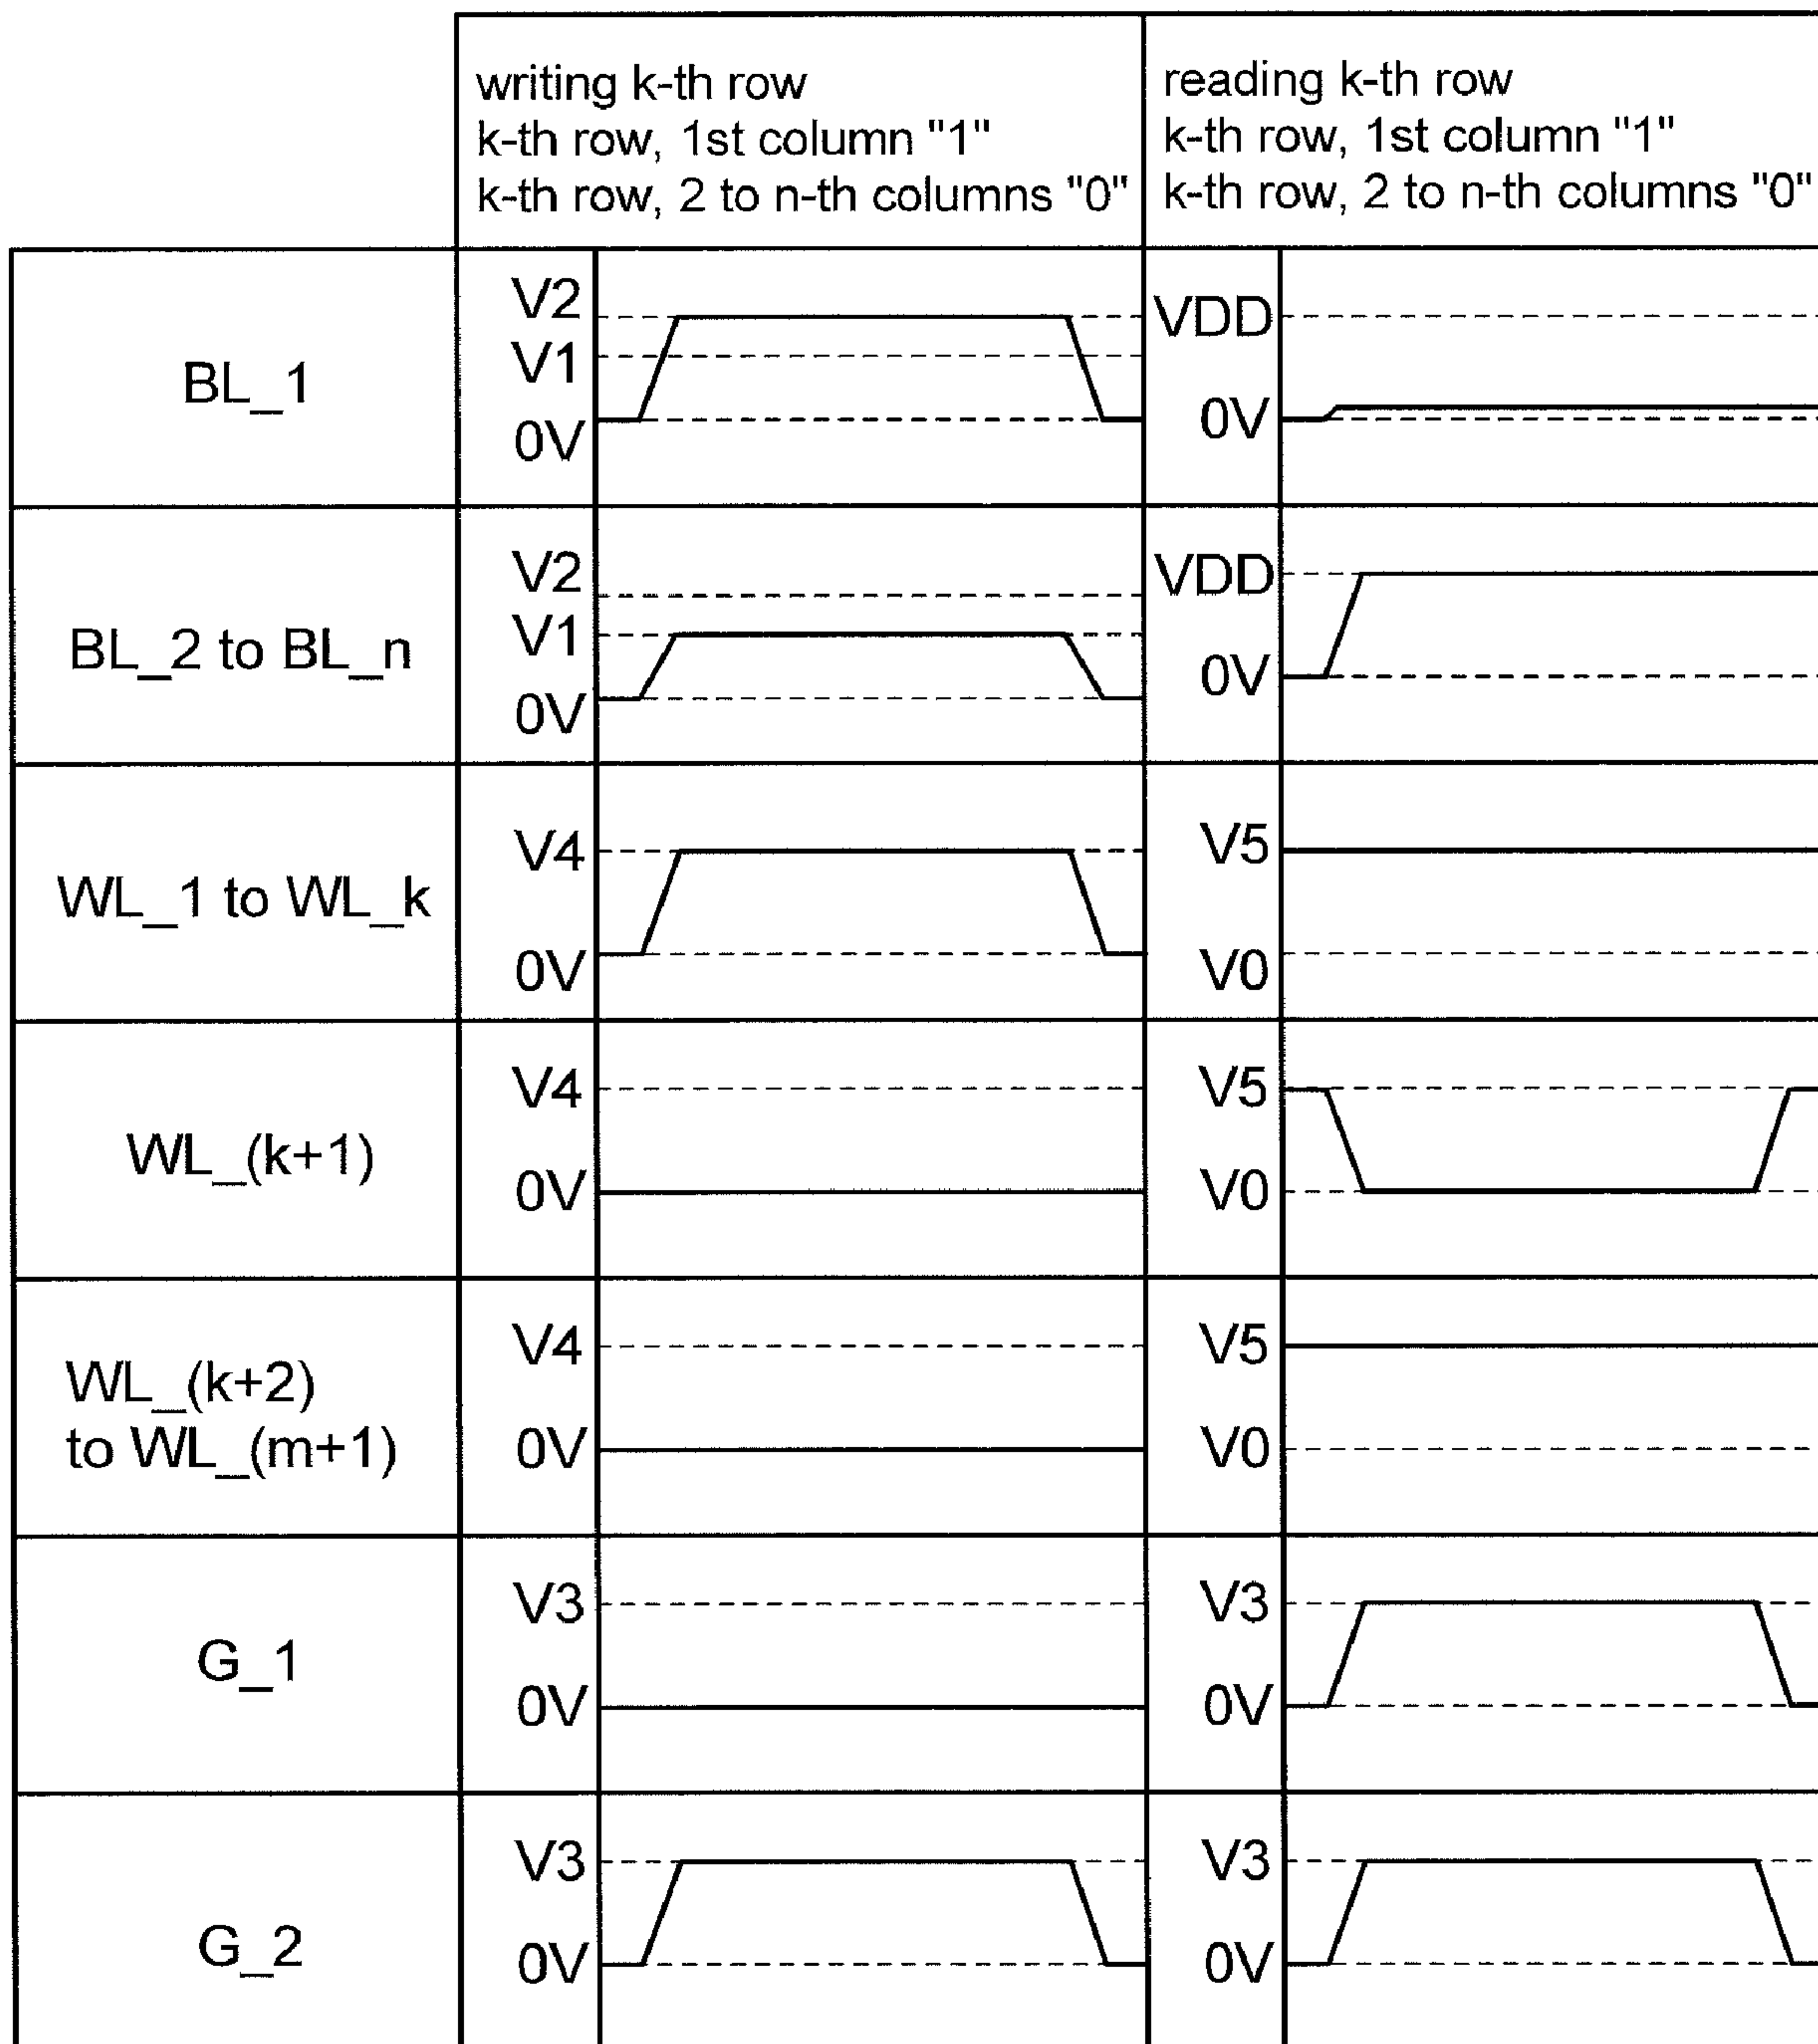 writing k-th row
k-th row, 1st column "1"
k-th row, 2 to n-th columns "0"
reading k-th row
k-th row, 1st column "1"
k-th row, 2 to n-th columns "0"
BL_1
V2
V1
0V
VDD
0V
BL_2 to BL_n
V2
V1
0V
VDD
0V
WL_1 to WL_k
V4
0V
V5
V0
WL_(k+1)
V4
0V
V5
V0
WL_(k+2)
to WL_(m+1)
V4
0V
V5
V0
G_1
V3
0V
V3
0V
G_2
V3
0V
V3
0V